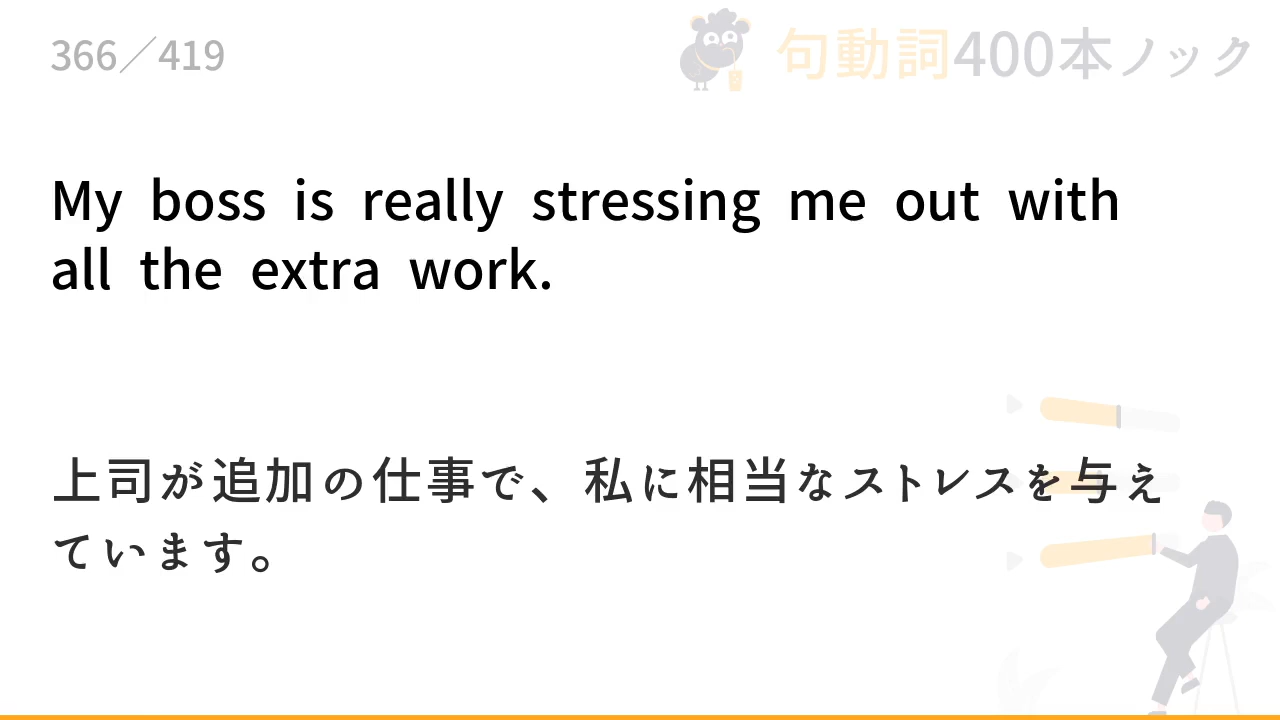 366／419
句動詞400本ノック
My boss is really stressing me out with
all the extra work.
上司が追加の仕事で、私に相当なストレスを与え
ています。